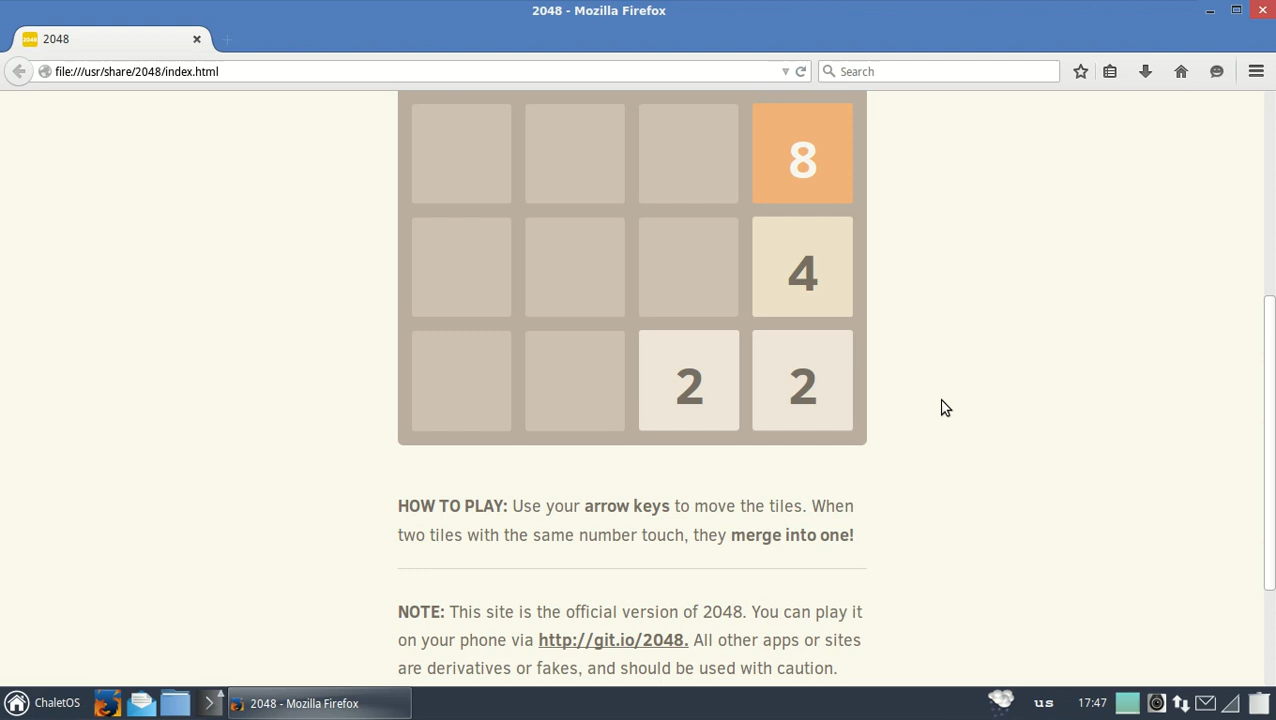 2048 - Mozilla Firefox
2048
2048
file:///usr/share/2048/index.html
Search
8
4
2 2
HOW TO PLAY: Use your arrow keys to move the tiles. When
two tiles with the same number touch, they merge into one!
NOTE: This site is the official version of 2048. You can play it
on your phone via http://git.io/2048. All other apps or sites
are derivatives or fakes, and should be used with caution.
ChaletOS
2048 - Mozilla Firefox
us
17:47